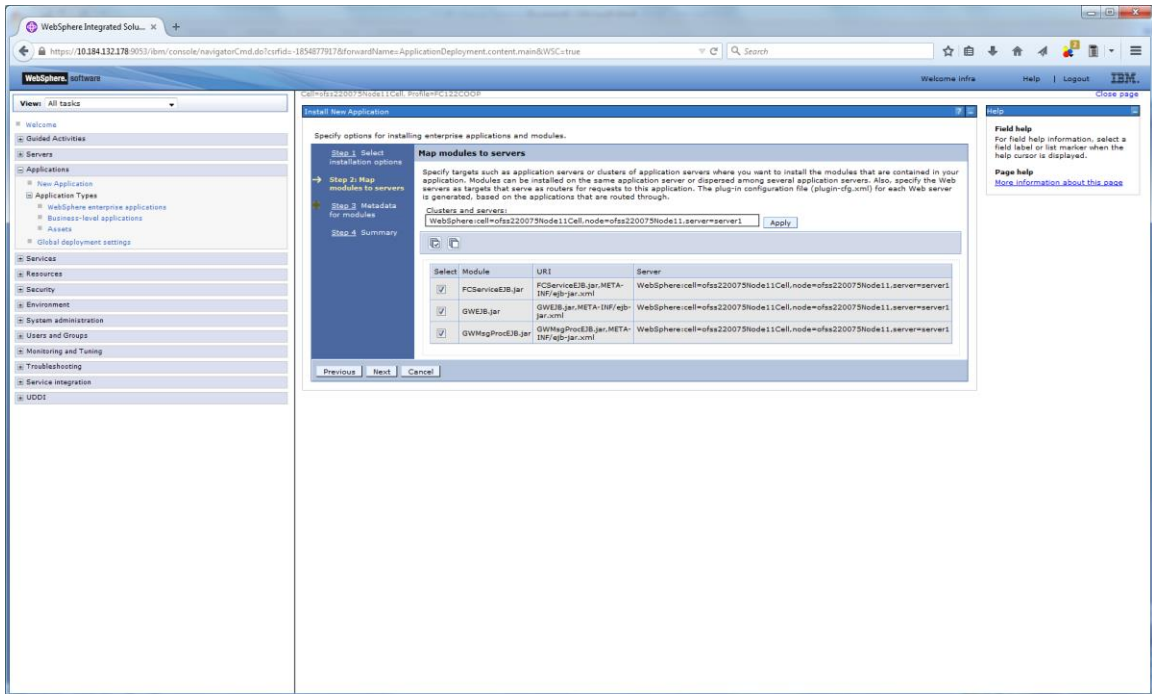 WebSphere Integrated Solu... × +
https://10.184.132.178:9053/ibm/console/navigatorCmd.do?csrfid=-1854877917&forwardName=ApplicationDeployment.content.main&WSC=true
Search
WebSphere. software
Welcome infra
Help | Logout
IBM.
View: All tasks
Welcome
Guided Activities
Servers
Applications
New Application
Application Types
WebSphere enterprise applications
Business-level applications
Assets
Global deployment settings
Services
Resources
Security
Environment
System administration
Users and Groups
Monitoring and Tuning
Troubleshooting
Service integration
UDDI
Cell=ofss220075Node11Cell, Profile=FC122COOP
Close page
Install New Application
Specify options for installing enterprise applications and modules.
Step 1 Select
installation options
Step 2: Map
modules to servers
Step 3 Metadata
for modules
Step 4 Summary
Map modules to servers
Specify targets such as application servers or clusters of application servers where you want to install the modules that are contained in your
application. Modules can be installed on the same application server or dispersed among several application servers. Also, specify the Web
servers as targets that serve as routers for requests to this application. The plug-in configuration file (plugin-cfg.xml) for each Web server
is generated, based on the applications that are routed through.
Clusters and servers:
WebSphere:cell=ofss220075Node11Cell,node=ofss220075Node11,server=server1
Apply
Select Module URI Server
FCServiceEJB.jar FCServiceEJB.jar,META- WebSphere:cell=ofss220075Node11Cell,node=ofss220075Node11,server=server1
INF/ejb-jar.xml
GWEJB.jar GWEJB.jar,META-INF/ejb- WebSphere:cell=ofss220075Node11Cell,node=ofss220075Node11,server=server1
jar.xml
GWMsgProcEJB.jar GWMsgProcEJB.jar,META- WebSphere:cell=ofss220075Node11Cell,node=ofss220075Node11,server=server1
INF/ejb-jar.xml
Previous Next Cancel
Help
Field help
For field help information, select a
field label or list marker when the
help cursor is displayed.
Page help
More information about this page